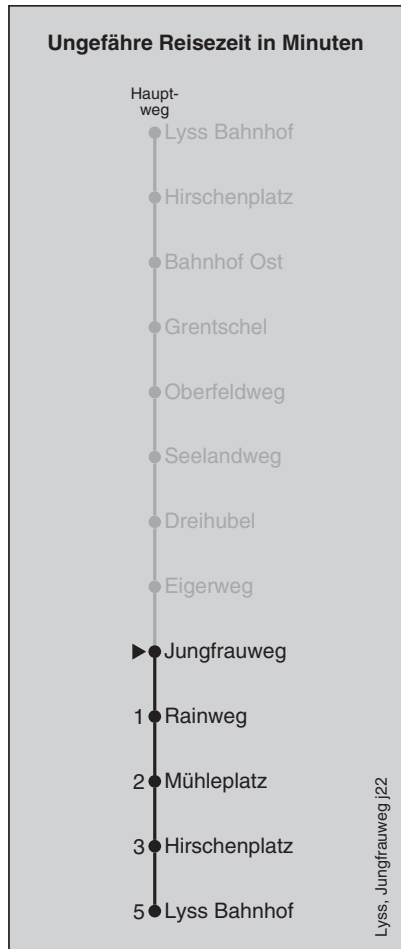 Ungefähre Reisezeit in Minuten
Haupt-
weg
Lyss Bahnhof
Hirschenplatz
Bahnhof Ost
Grentschel
Oberfeldweg
Seelandweg
Dreihubel
Eigerweg
Jungfrauweg
1 Rainweg
2 Mühleplatz
3 Hirschenplatz
5 Lyss Bahnhof
Lyss, Jungfrauweg j22